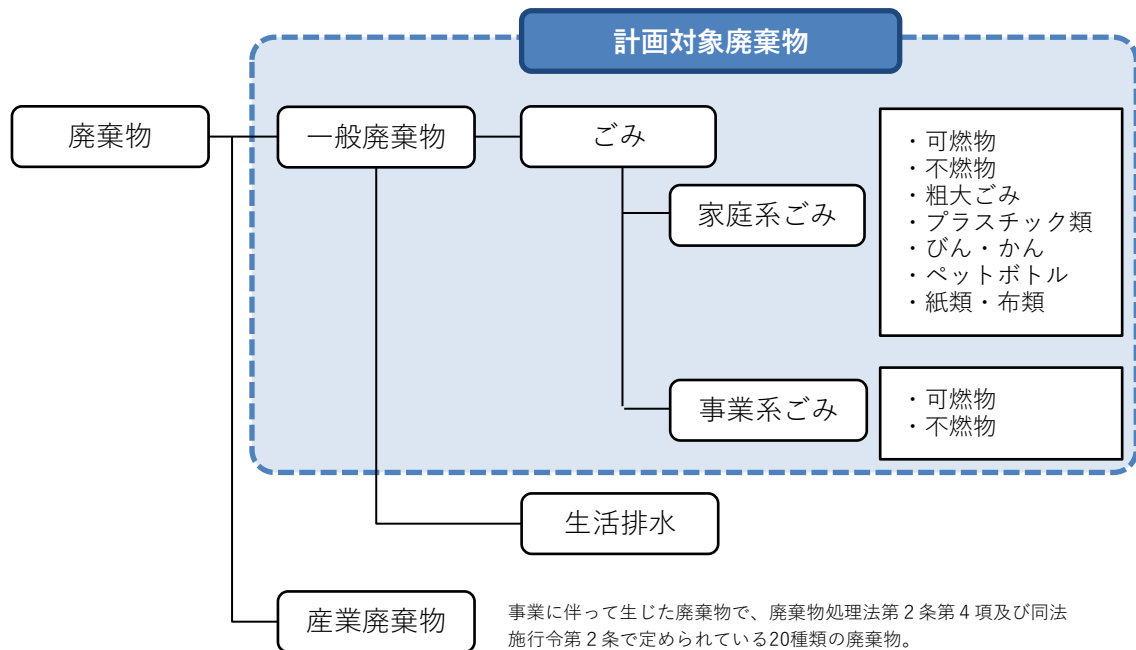 計画対象廃棄物
廃棄物
一般廃棄物
ごみ
家庭系ごみ
・可燃物
・不燃物
・粗大ごみ
・プラスチック類
・びん・かん
・ペットボトル
・紙類・布類
事業系ごみ
・可燃物
・不燃物
生活排水
産業廃棄物
事業に伴って生じた廃棄物で、廃棄物処理法第２条第４項及び同法
施行令第２条で定められている20種類の廃棄物。